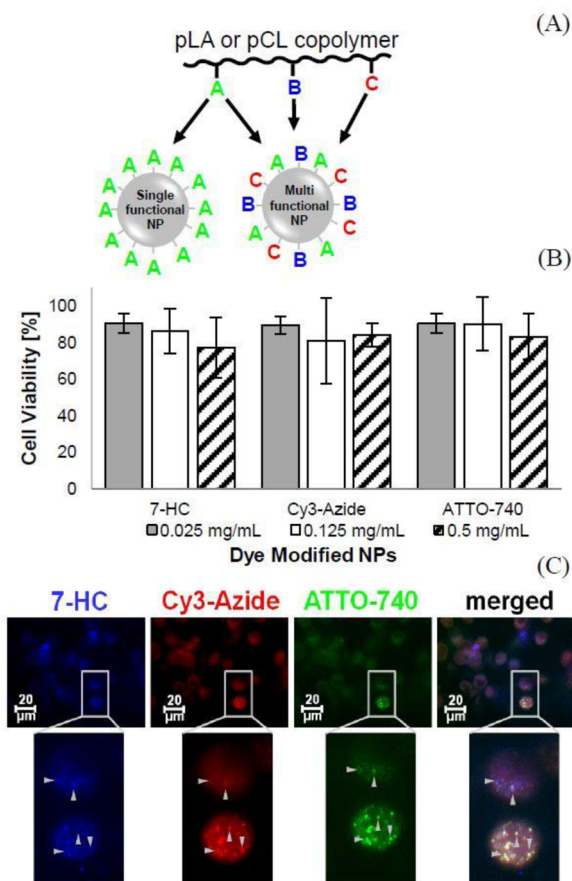 (A)
pLA or pCL copolymer
A B C
A A A A A A A A A A A A
Single
functional
NP
B A C B C A B C A C B
Multi
functional
NP
(B)
Cell Viability [%]
100
80
60
40
20
0
7-HC Cy3-Azide ATTO-740
0.025 mg/mL 0.125 mg/mL 0.5 mg/mL
Dye Modified NPs
(C)
7-HC Cy3-Azide ATTO-740 merged
20 µm 20 µm 20 µm 20 µm